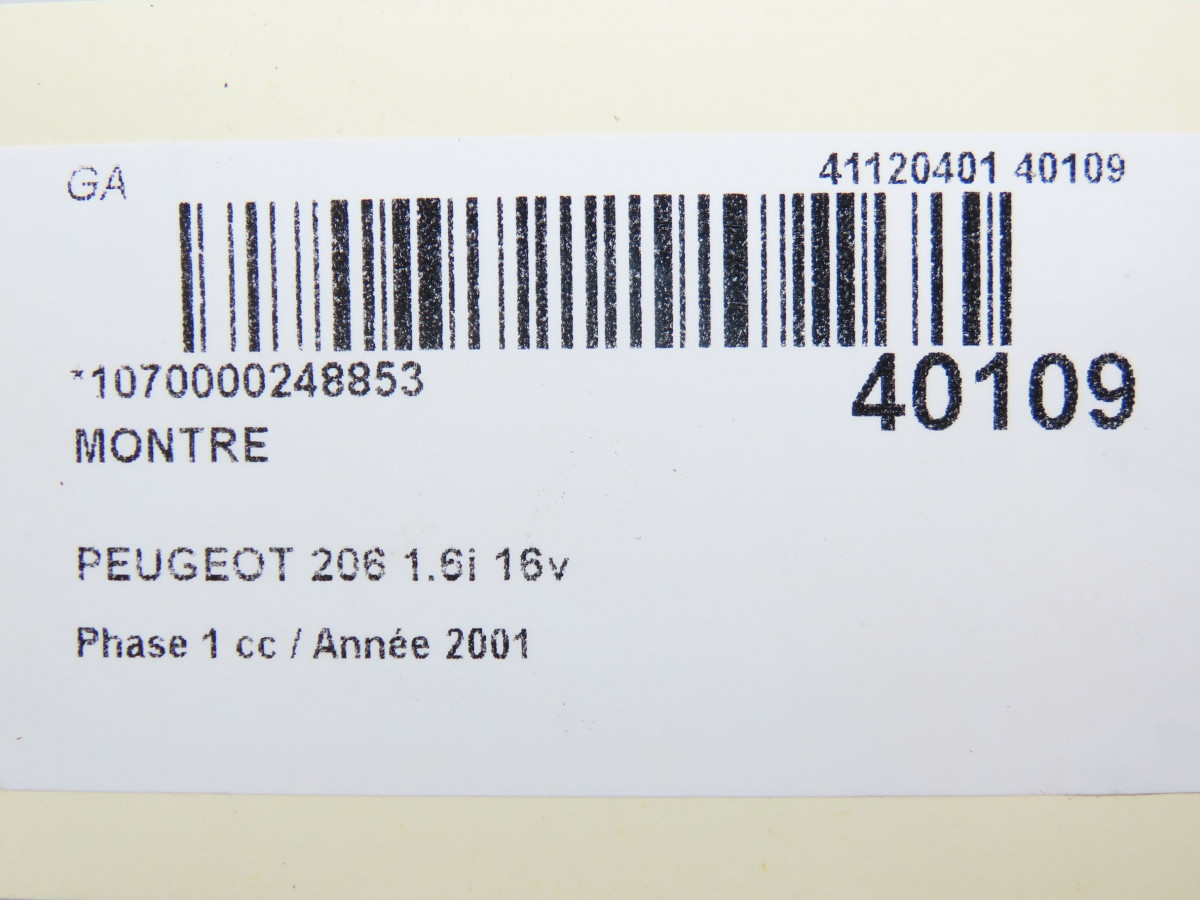 GA
41120401 40109
*1070000248853
40109
MONTRE
PEUGEOT 206 1.6i 16v
Phase 1 cc / Année 2001